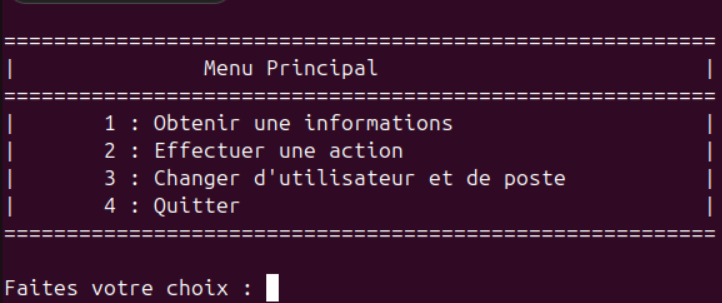 =========================================================
|               Menu Principal                          |
=========================================================
|       1 : Obtenir une informations                    |
|       2 : Effectuer une action                        |
|       3 : Changer d'utilisateur et de poste           |
|       4 : Quitter                                     |
=========================================================
Faites votre choix :